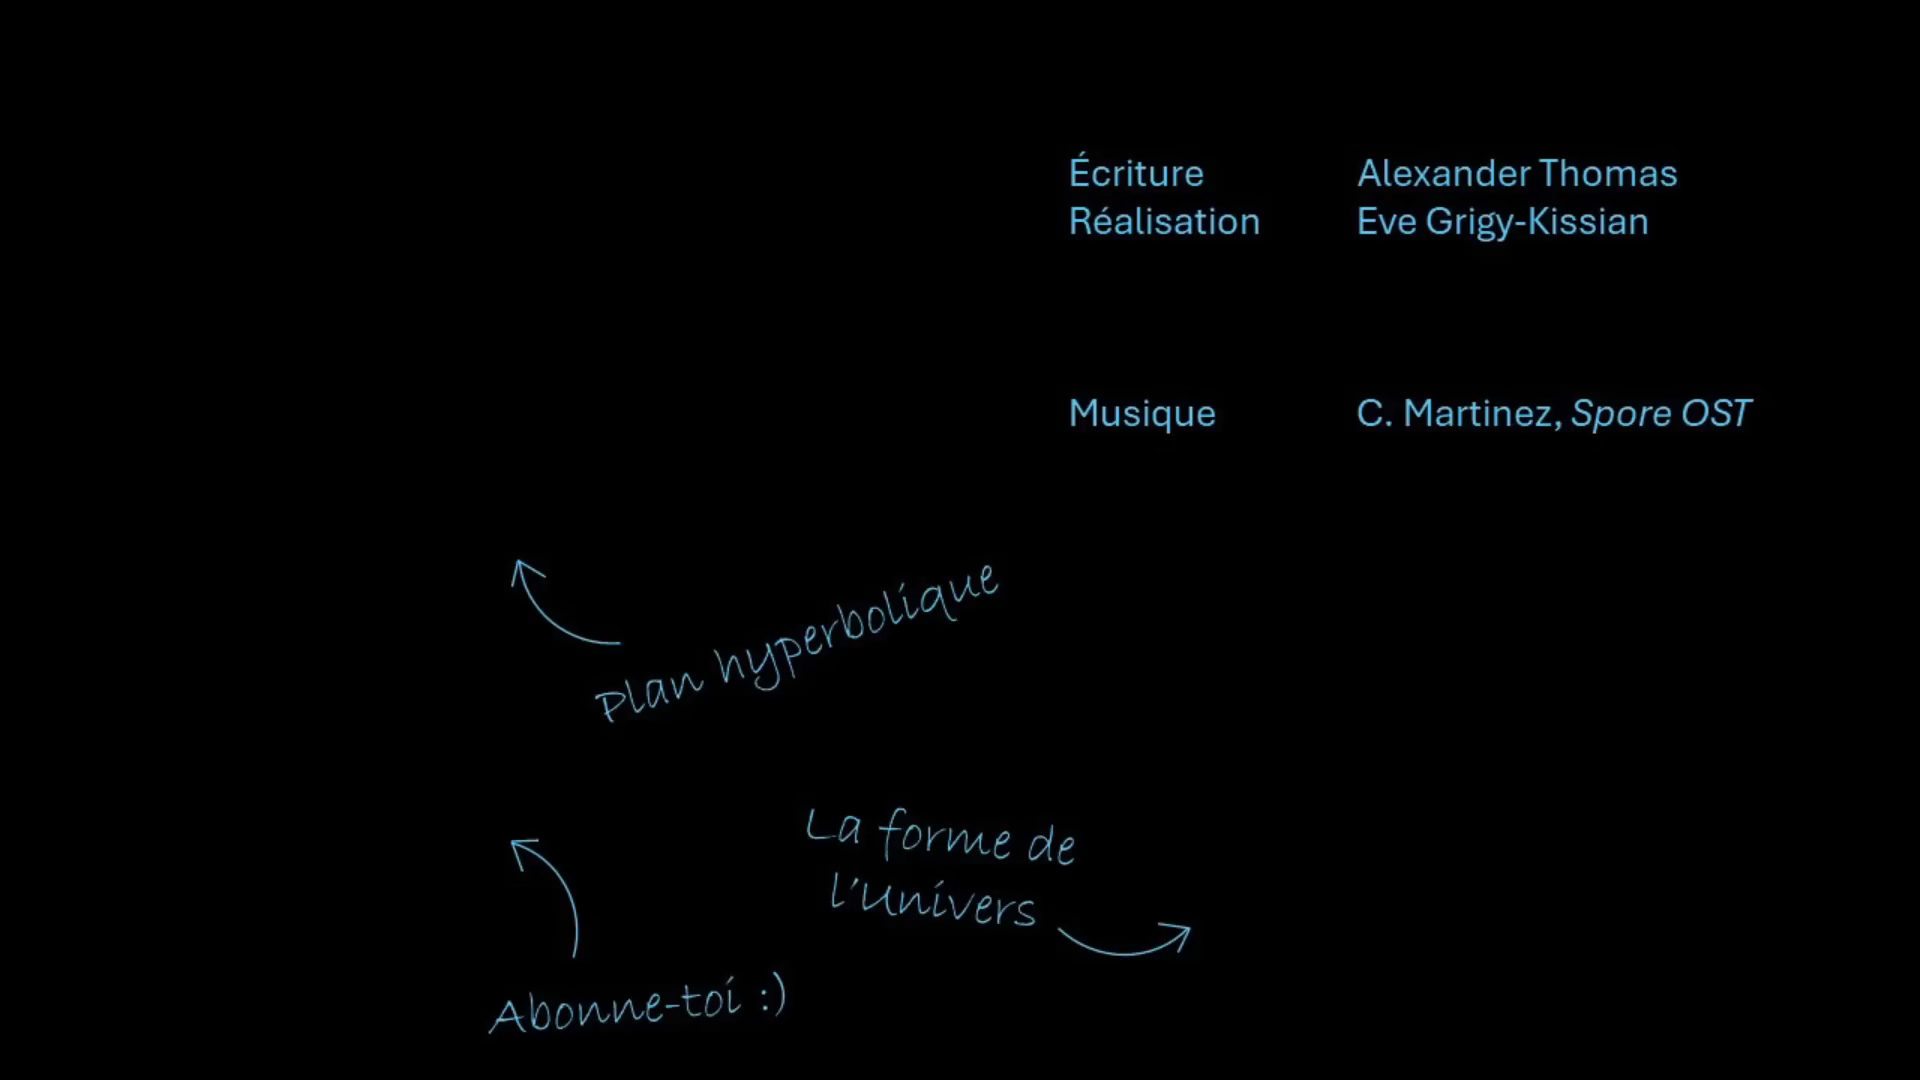 Écriture Alexander Thomas
Réalisation Eve Grigy-Kissian
Musique C. Martinez, Spore OST
Plan hyperbolique
La forme de
l'Univers
Abonne-toi :)